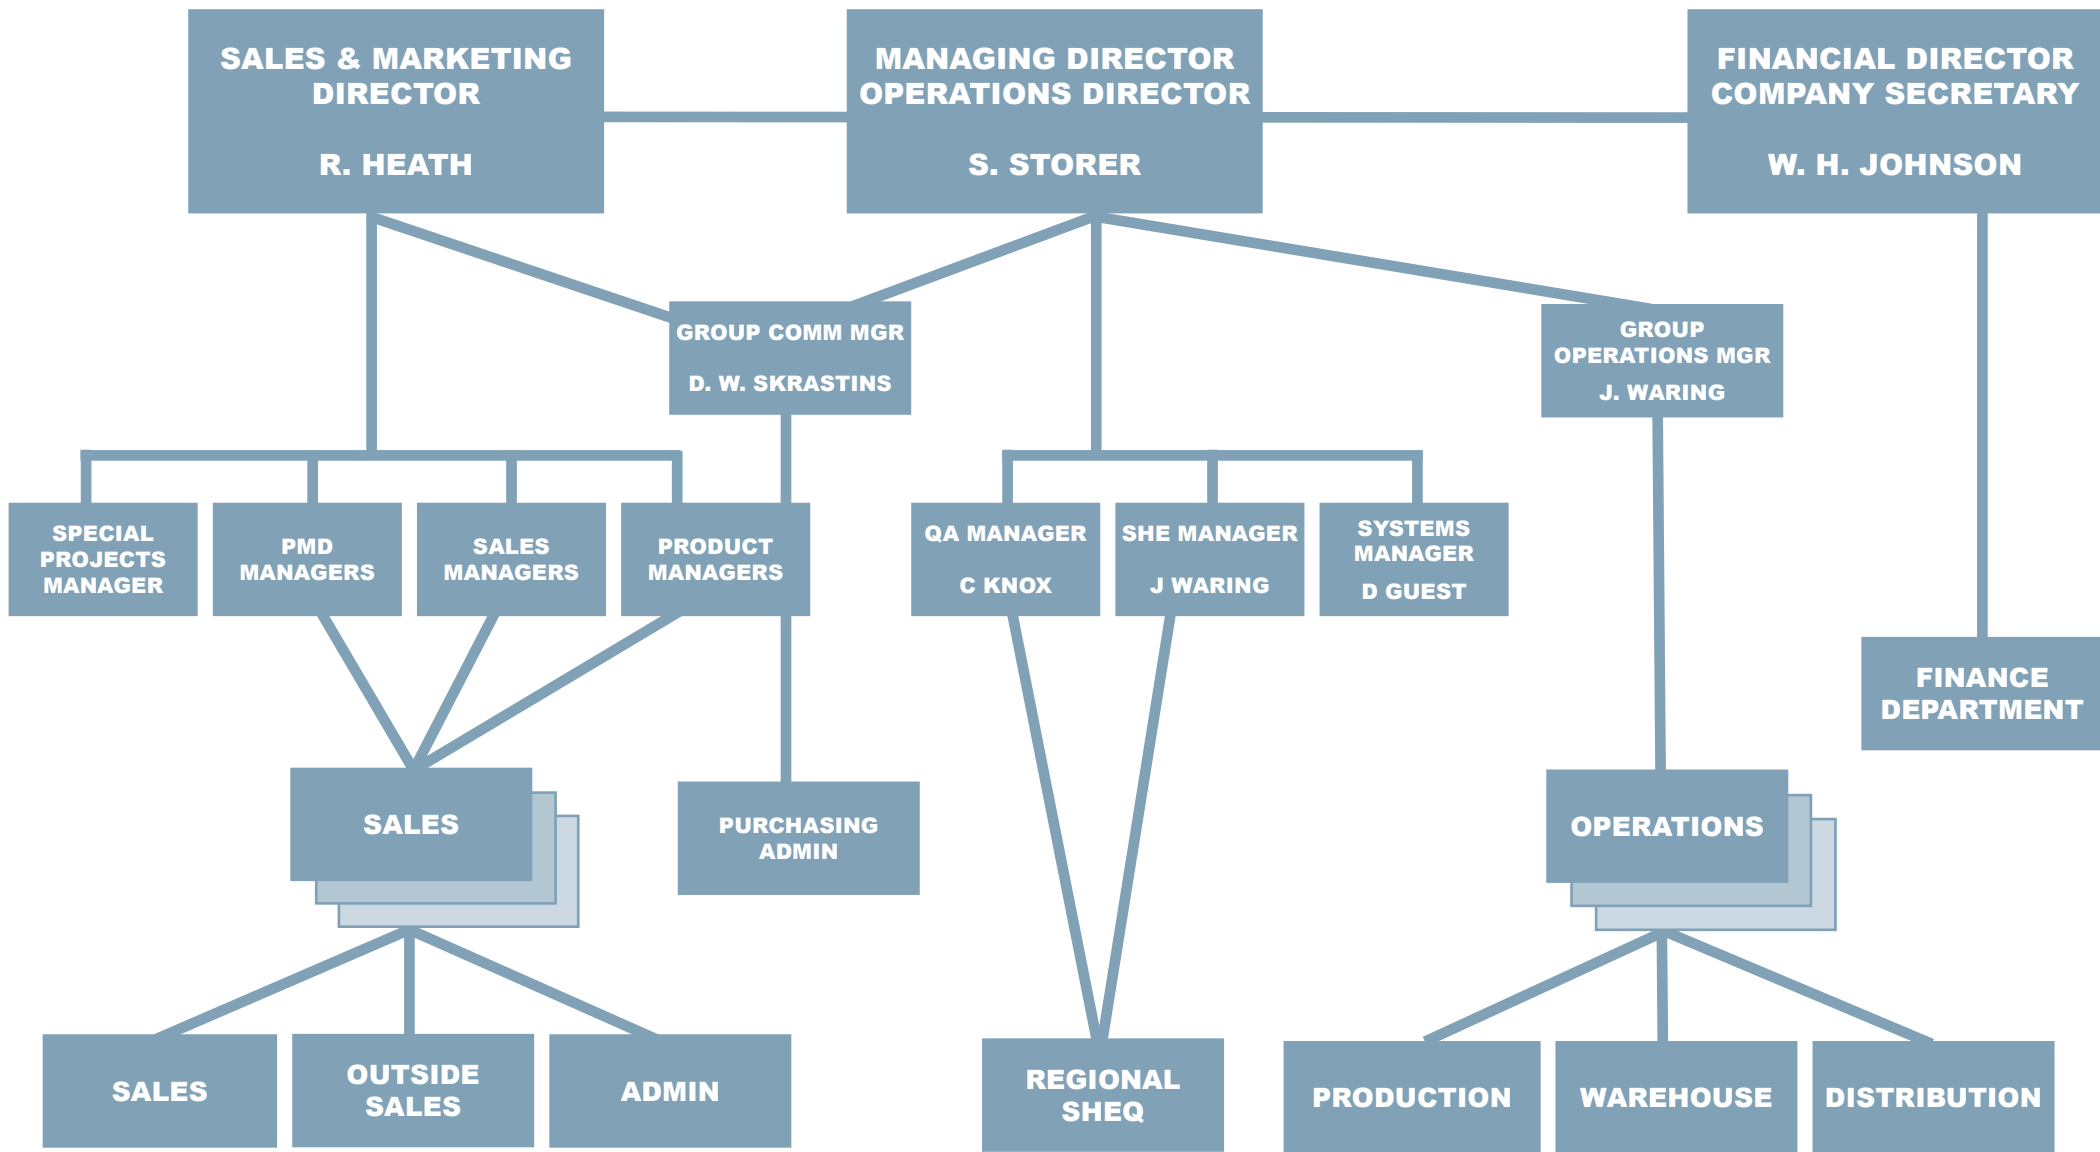 SALES & MARKETING
DIRECTOR
R. HEATH
MANAGING DIRECTOR
OPERATIONS DIRECTOR
S. STORER
FINANCIAL DIRECTOR
COMPANY SECRETARY
W. H. JOHNSON
GROUP COMM MGR
D. W. SKRASTINS
GROUP
OPERATIONS MGR
J. WARING
SPECIAL
PROJECTS
MANAGER
PMD
MANAGERS
SALES
MANAGERS
PRODUCT
MANAGERS
QA MANAGER
C KNOX
SHE MANAGER
J WARING
SYSTEMS
MANAGER
D GUEST
FINANCE
DEPARTMENT
SALES
PURCHASING
ADMIN
OPERATIONS
SALES
OUTSIDE
SALES
ADMIN
REGIONAL
SHEQ
PRODUCTION
WAREHOUSE
DISTRIBUTION